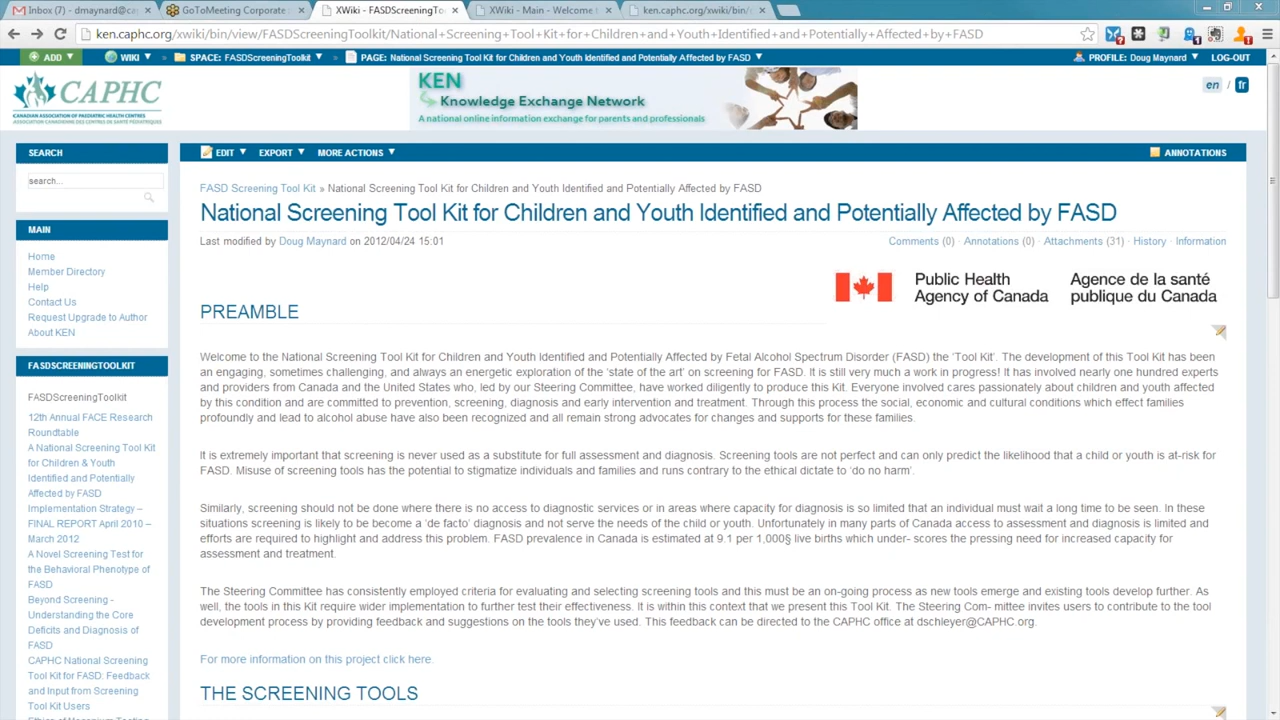 Inbox (7) - dmaynard@ca
GoToMeeting Corporate
XWiki - FASDScreeningTo
XWiki - Main - Welcome
ken.caphc.org/xwiki/bin/
ken.caphc.org/xwiki/bin/view/FASDScreeningToolkit/National+Screening+Tool+Kit+for+Children+and+Youth+Identified+and+Potentially+Affected+by+FASD
ADD
WIKI
» SPACE: FASDScreeningToolkit
» PAGE: National Screening Tool Kit for Children and Youth Identified and Potentially Affected by FASD
PROFILE: Doug Maynard
LOG-OUT
CAPHC
CANADIAN ASSOCIATION OF PAEDIATRIC HEALTH CENTRES
ASSOCIATION CANADIENNE DES CENTRES DE SANTÉ PÉDIATRIQUES
KEN
Knowledge Exchange Network
A national online information exchange for parents and professionals
en / fr
SEARCH
search...
MAIN
Home
Member Directory
Help
Contact Us
Request Upgrade to Author
About KEN
FASDSCREENINGTOOLKIT
FASDScreeningToolkit
12th Annual FACE Research
Roundtable
A National Screening Tool Kit
for Children & Youth
Identified and Potentially
Affected by FASD
Implementation Strategy –
FINAL REPORT April 2010 –
March 2012
A Novel Screening Test for
the Behavioral Phenotype of
FASD
Beyond Screening -
Understanding the Core
Deficits and Diagnosis of
FASD
CAPHC National Screening
Tool Kit for FASD: Feedback
and Input from Screening
Tool Kit Users
Ethics of Meconium Testing
EDIT
EXPORT
MORE ACTIONS
ANNOTATIONS
FASD Screening Tool Kit » National Screening Tool Kit for Children and Youth Identified and Potentially Affected by FASD
National Screening Tool Kit for Children and Youth Identified and Potentially Affected by FASD
Last modified by Doug Maynard on 2012/04/24 15:01
Comments (0) · Annotations (0) · Attachments (31) · History · Information
Public Health
Agency of Canada
Agence de la santé
publique du Canada
PREAMBLE
Welcome to the National Screening Tool Kit for Children and Youth Identified and Potentially Affected by Fetal Alcohol Spectrum Disorder (FASD) the 'Tool Kit'. The development of this Tool Kit has been
an engaging, sometimes challenging, and always an energetic exploration of the 'state of the art' on screening for FASD. It is still very much a work in progress! It has involved nearly one hundred experts
and providers from Canada and the United States who, led by our Steering Committee, have worked diligently to produce this Kit. Everyone involved cares passionately about children and youth affected
by this condition and are committed to prevention, screening, diagnosis and early intervention and treatment. Through this process the social, economic and cultural conditions which effect families
profoundly and lead to alcohol abuse have also been recognized and all remain strong advocates for changes and supports for these families.
It is extremely important that screening is never used as a substitute for full assessment and diagnosis. Screening tools are not perfect and can only predict the likelihood that a child or youth is at-risk for
FASD. Misuse of screening tools has the potential to stigmatize individuals and families and runs contrary to the ethical dictate to 'do no harm'.
Similarly, screening should not be done where there is no access to diagnostic services or in areas where capacity for diagnosis is so limited that an individual must wait a long time to be seen. In these
situations screening is likely to be become a 'de facto' diagnosis and not serve the needs of the child or youth. Unfortunately in many parts of Canada access to assessment and diagnosis is limited and
efforts are required to highlight and address this problem. FASD prevalence in Canada is estimated at 9.1 per 1,000§ live births which under- scores the pressing need for increased capacity for
assessment and treatment.
The Steering Committee has consistently employed criteria for evaluating and selecting screening tools and this must be an on-going process as new tools emerge and existing tools develop further. As
well, the tools in this Kit require wider implementation to further test their effectiveness. It is within this context that we present this Tool Kit. The Steering Com- mittee invites users to contribute to the tool
development process by providing feedback and suggestions on the tools they've used. This feedback can be directed to the CAPHC office at dschleyer@CAPHC.org.
For more information on this project click here.
THE SCREENING TOOLS